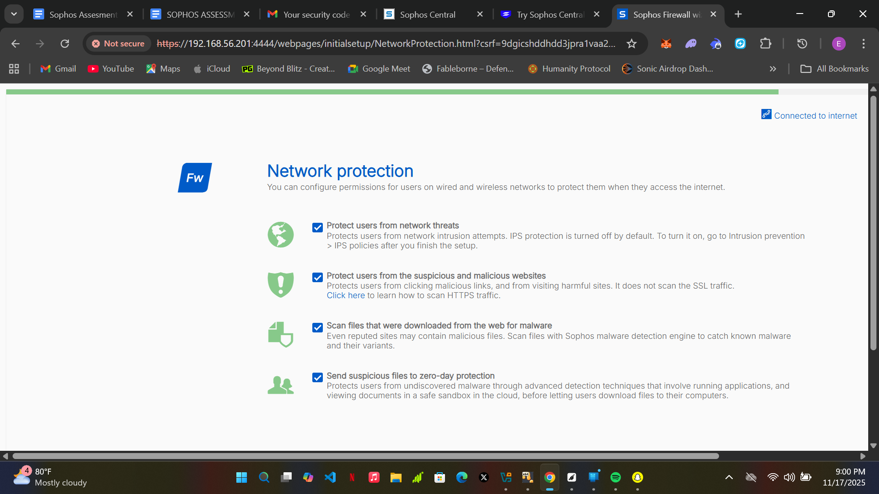 Sophos Assesment
SOPHOS ASSESSM
Your security code
Sophos Central
Try Sophos Central
Sophos Firewall wi
Not secure
https://192.168.56.201:4444/webpages/initialsetup/NetworkProtection.html?csrf=9dgicshddhdd3jpra1vaa2...
E
Gmail
YouTube
Maps
iCloud
Beyond Blitz - Creat...
Google Meet
Fableborne – Defen...
Humanity Protocol
Sonic Airdrop Dash...
All Bookmarks
Connected to internet
Fw
Network protection
You can configure permissions for users on wired and wireless networks to protect them when they access the internet.
Protect users from network threats
Protects users from network intrusion attempts. IPS protection is turned off by default. To turn it on, go to Intrusion prevention
> IPS policies after you finish the setup.
Protect users from the suspicious and malicious websites
Protects users from clicking malicious links, and from visiting harmful sites. It does not scan the SSL traffic.
Click here to learn how to scan HTTPS traffic.
Scan files that were downloaded from the web for malware
Even reputed sites may contain malicious files. Scan files with Sophos malware detection engine to catch known malware
and their variants.
Send suspicious files to zero-day protection
Protects users from undiscovered malware through advanced detection techniques that involve running applications, and
viewing documents in a safe sandbox in the cloud, before letting users download files to their computers.
4
80°F
Mostly cloudy
9:00 PM
11/17/2025